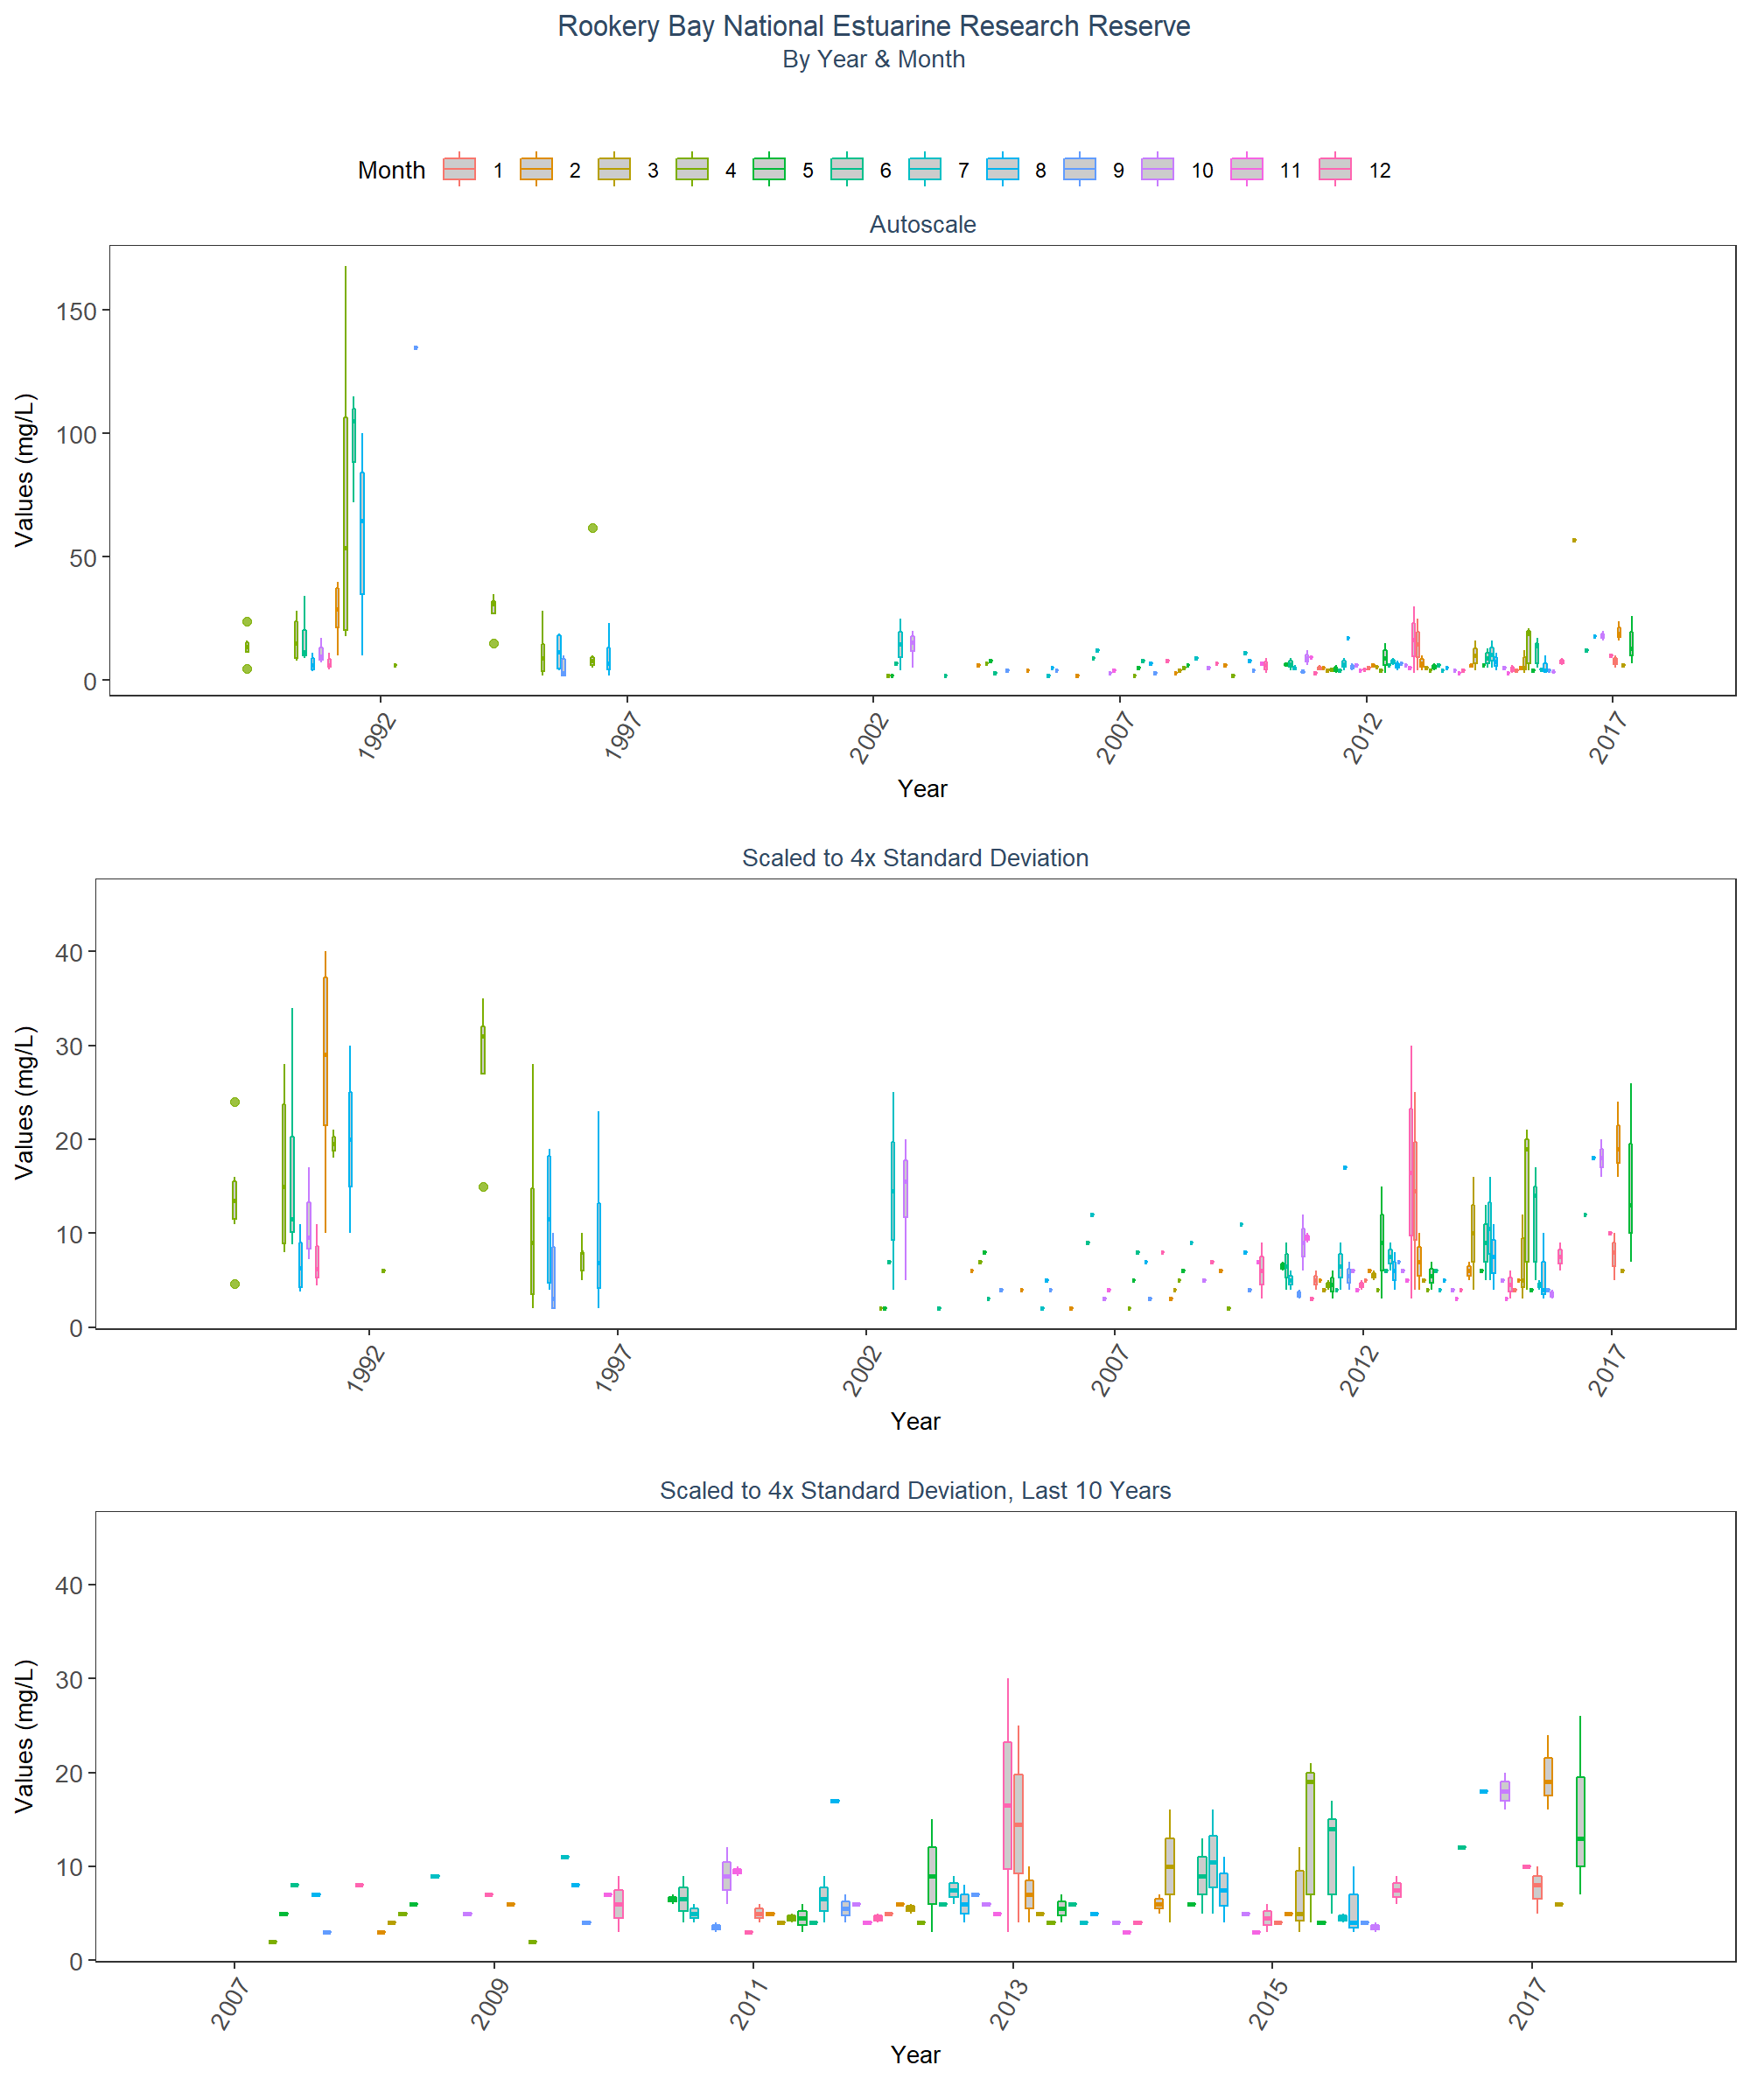 Rookery Bay National Estuarine Research Reserve
By Year & Month
Month 1 2 3 4 5 6 7 8 9 10 11 12
Autoscale
Values (mg/L)
150
100
50
0
1992 1997 2002 2007 2012 2017
Year
Scaled to 4x Standard Deviation
Values (mg/L)
40
30
20
10
0
1992 1997 2002 2007 2012 2017
Year
Scaled to 4x Standard Deviation, Last 10 Years
Values (mg/L)
40
30
20
10
0
2007 2009 2011 2013 2015 2017
Year